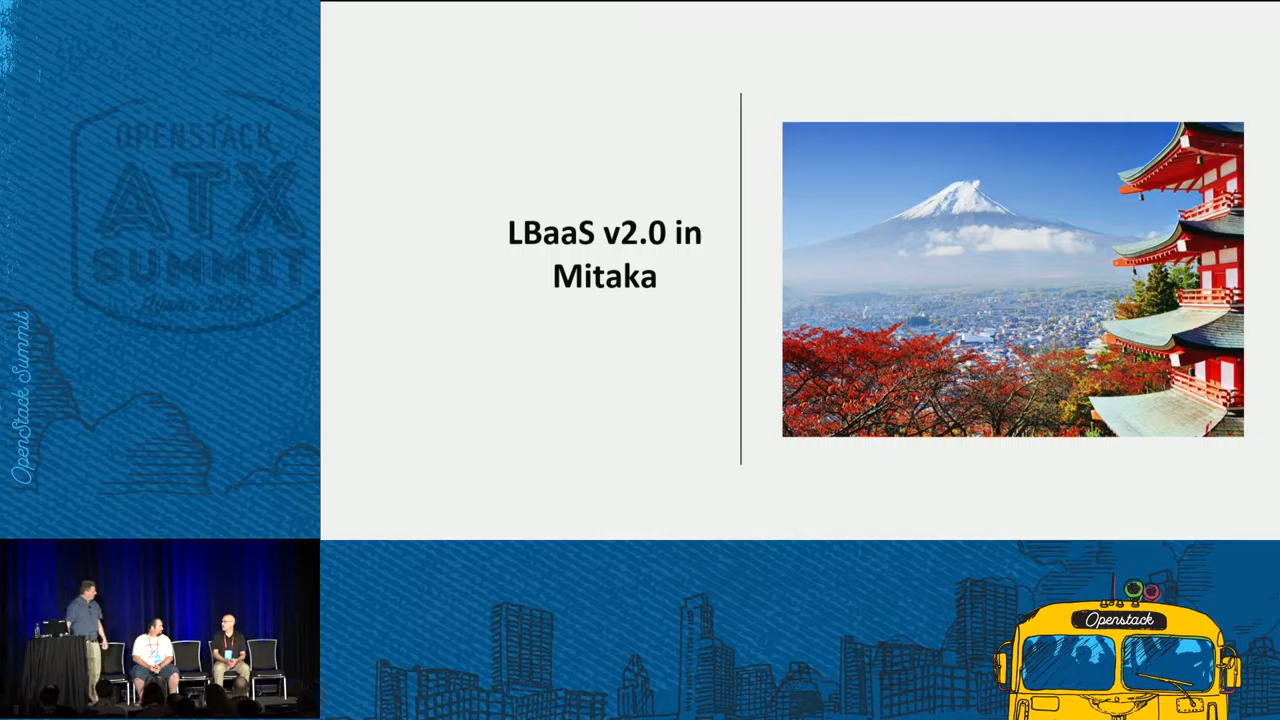 OPENSTACK
ATX
SUMMIT
OpenStack Summit
LBaaS v2.0 in
Mitaka
Openstack